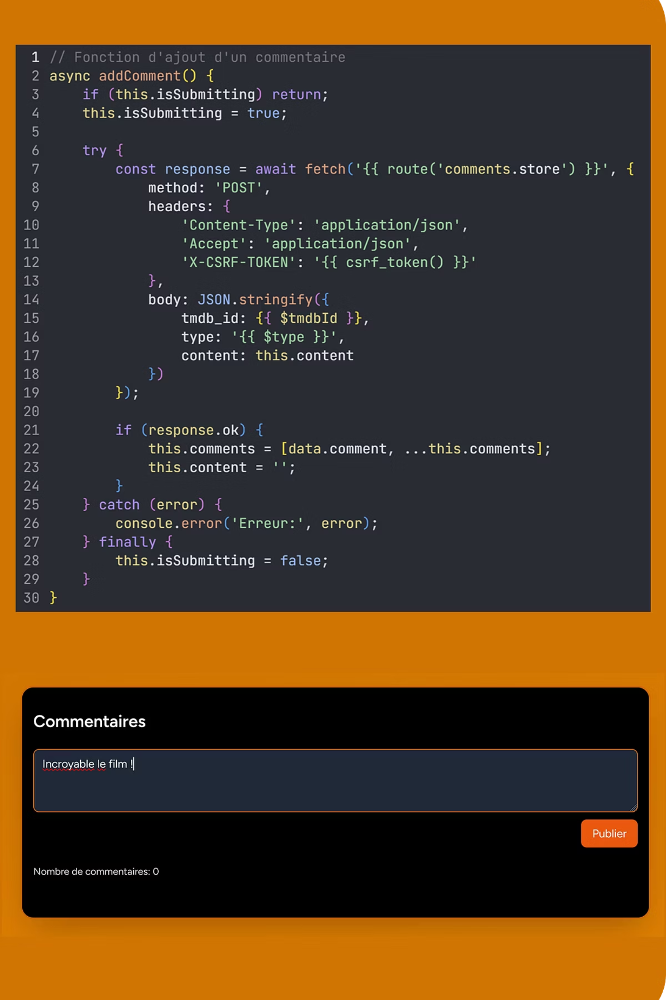 1 // Fonction d'ajout d'un commentaire
2 async addComment() {
3     if (this.isSubmitting) return;
4     this.isSubmitting = true;
5
6     try {
7         const response = await fetch('{{ route('comments.store') }}', {
8             method: 'POST',
9             headers: {
10                 'Content-Type': 'application/json',
11                 'Accept': 'application/json',
12                 'X-CSRF-TOKEN': '{{ csrf_token() }}'
13             },
14             body: JSON.stringify({
15                 tmdb_id: {{ $tmdbId }},
16                 type: '{{ $type }}',
17                 content: this.content
18             })
19         });
20
21         if (response.ok) {
22             this.comments = [data.comment, ...this.comments];
23             this.content = '';
24         }
25     } catch (error) {
26         console.error('Erreur:', error);
27     } finally {
28         this.isSubmitting = false;
29     }
30 }
Commentaires
Incroyable le film !
Publier
Nombre de commentaires: 0